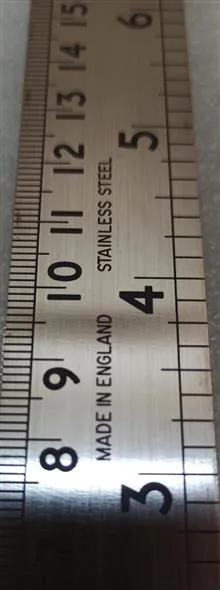 8 9 10 11 12 13 14 15
MADE IN ENGLAND STAINLESS STEEL
3 4 5 6